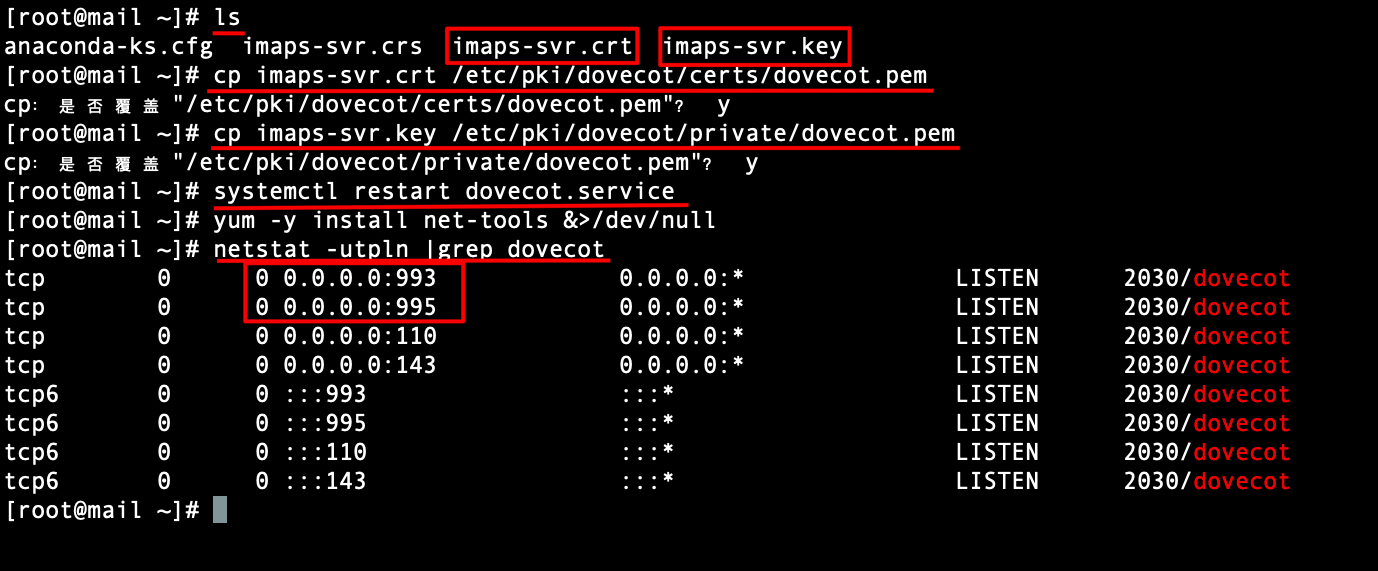 [root@mail ~]# ls
anaconda-ks.cfg  imaps-svr.crs  imaps-svr.crt  imaps-svr.key
[root@mail ~]# cp imaps-svr.crt /etc/pki/dovecot/certs/dovecot.pem
cp：是否覆盖"/etc/pki/dovecot/certs/dovecot.pem"？ y
[root@mail ~]# cp imaps-svr.key /etc/pki/dovecot/private/dovecot.pem
cp：是否覆盖"/etc/pki/dovecot/private/dovecot.pem"？ y
[root@mail ~]# systemctl restart dovecot.service
[root@mail ~]# yum -y install net-tools &>/dev/null
[root@mail ~]# netstat -utpln |grep dovecot
tcp        0      0 0.0.0.0:993             0.0.0.0:*               LISTEN      2030/dovecot
tcp        0      0 0.0.0.0:995             0.0.0.0:*               LISTEN      2030/dovecot
tcp        0      0 0.0.0.0:110             0.0.0.0:*               LISTEN      2030/dovecot
tcp        0      0 0.0.0.0:143             0.0.0.0:*               LISTEN      2030/dovecot
tcp6       0      0 :::993                  :::*                    LISTEN      2030/dovecot
tcp6       0      0 :::995                  :::*                    LISTEN      2030/dovecot
tcp6       0      0 :::110                  :::*                    LISTEN      2030/dovecot
tcp6       0      0 :::143                  :::*                    LISTEN      2030/dovecot
[root@mail ~]#